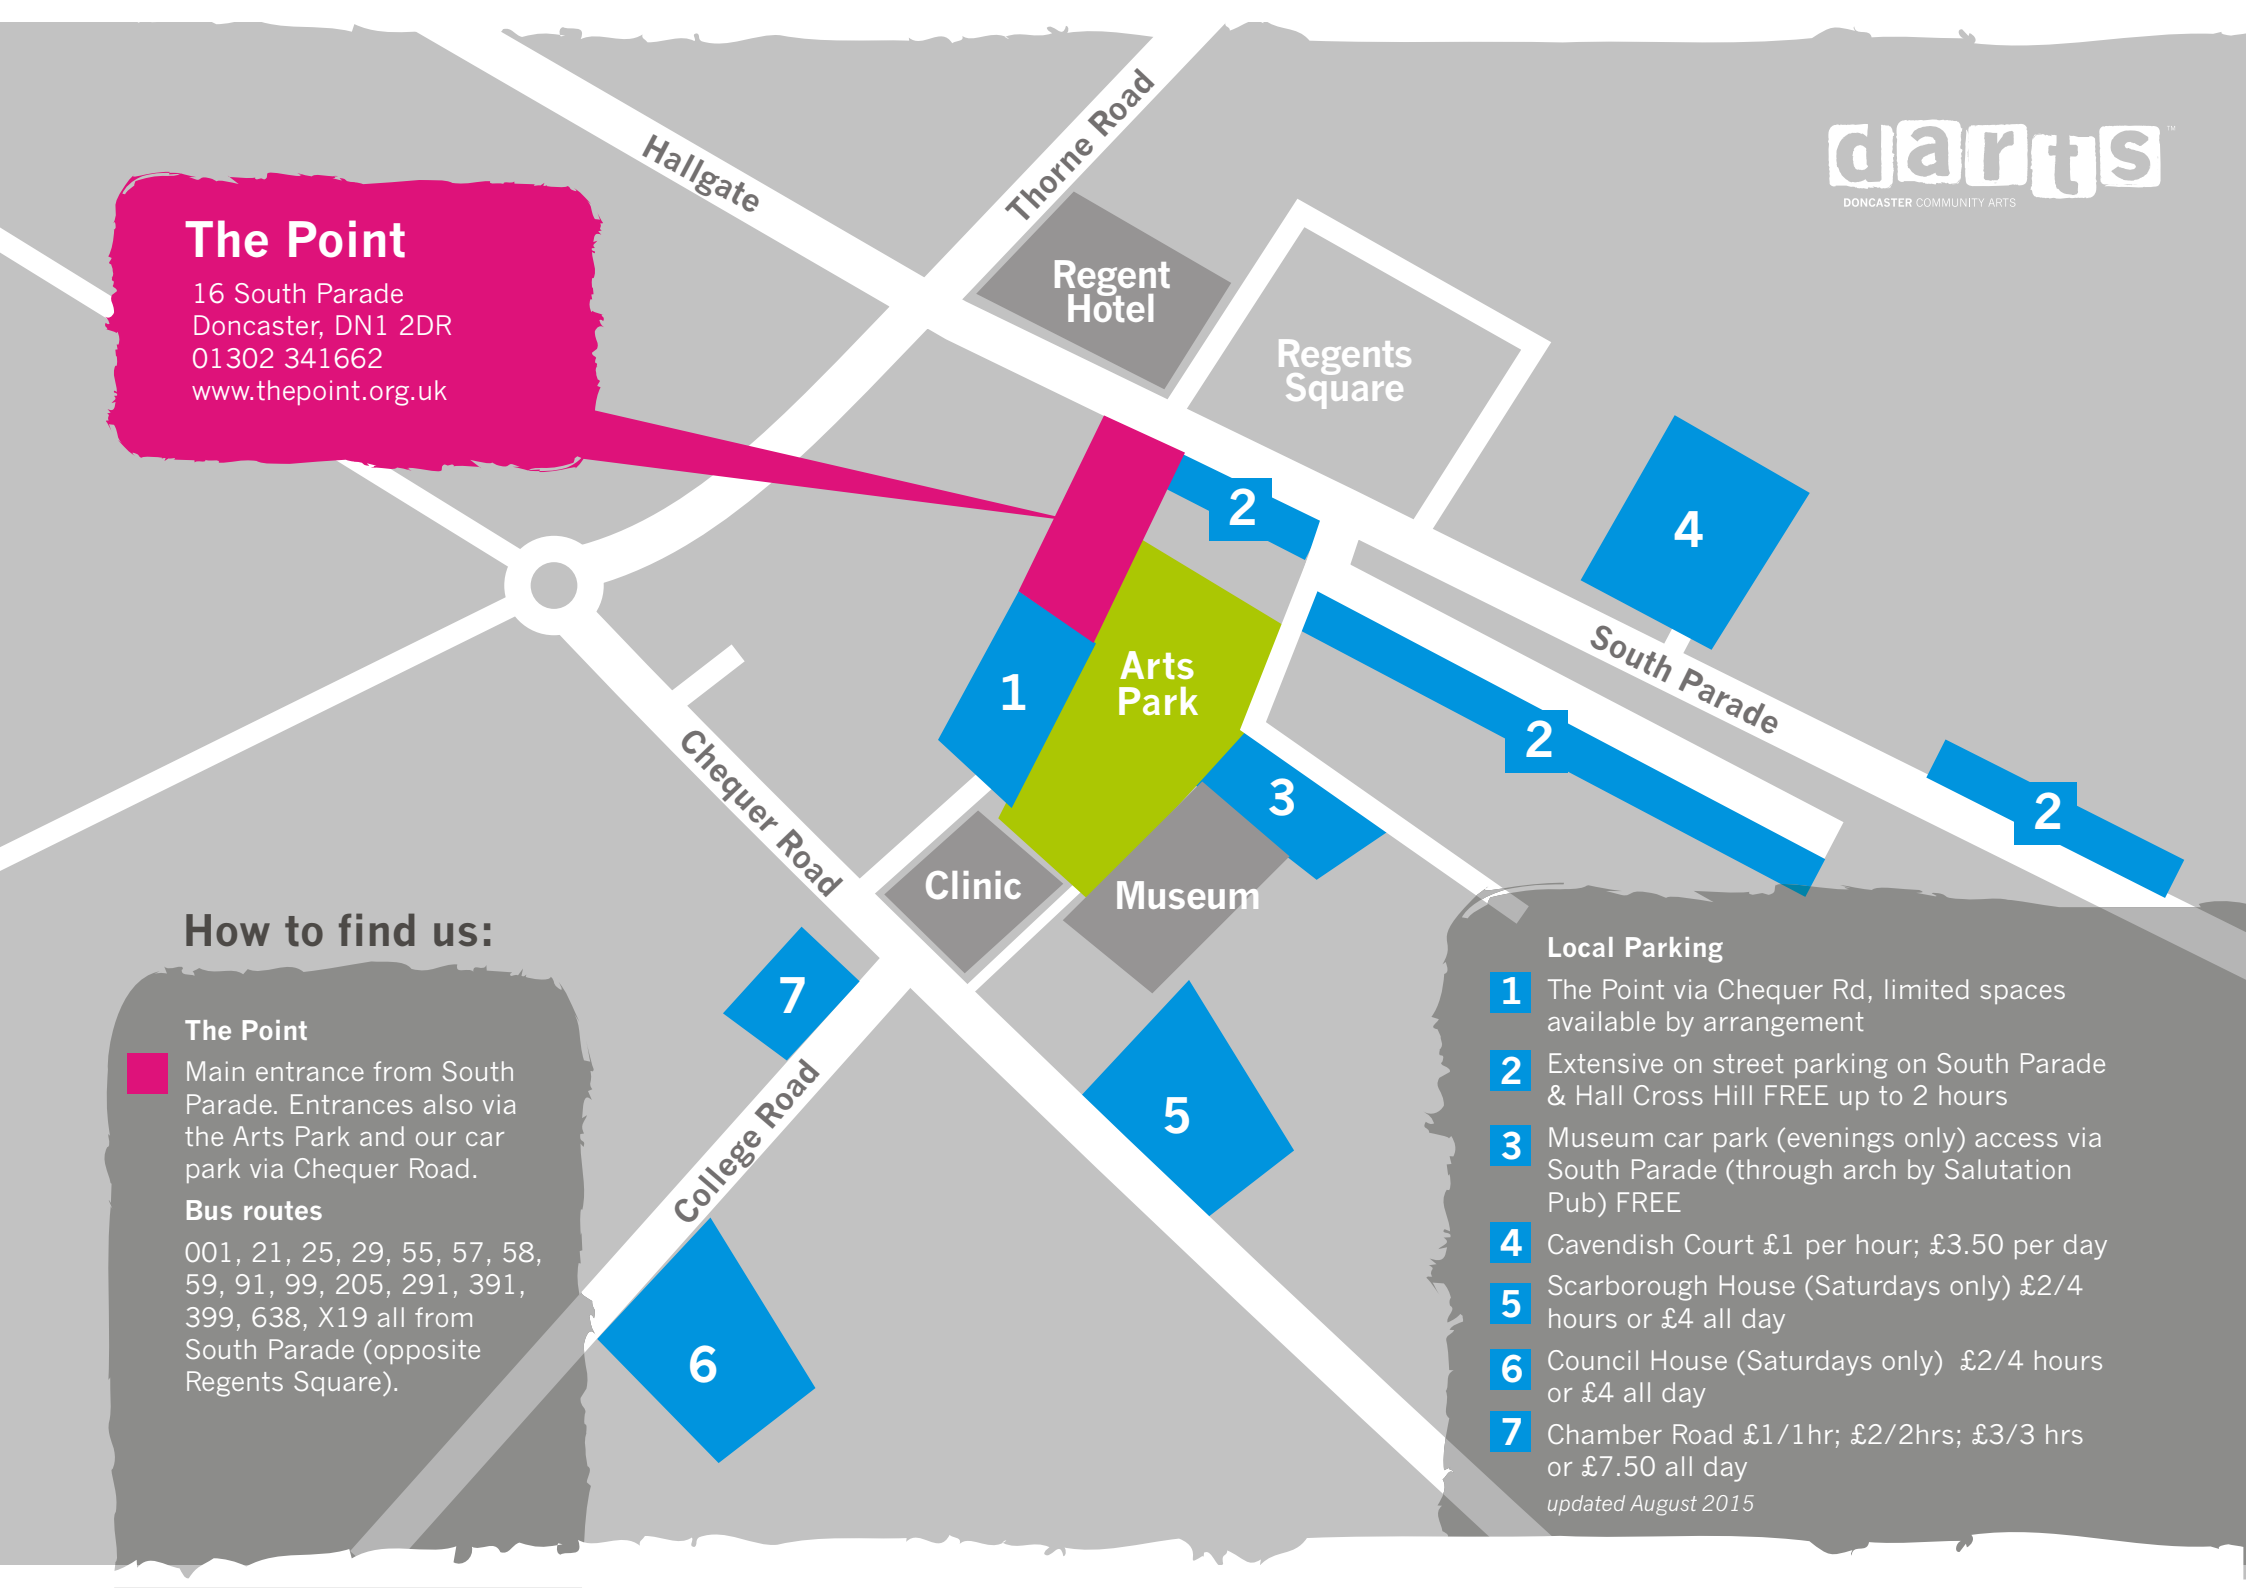 Hallgate
Thorne Road
darts™
DONCASTER COMMUNITY ARTS
The Point
16 South Parade
Doncaster, DN1 2DR
01302 341662
www.thepoint.org.uk
Regent
Hotel
Regents
Square
2
4
1
Arts
Park
South Parade
2
3
2
Chequer Road
Clinic
Museum
7
College Road
5
6
How to find us:
The Point
Main entrance from South
Parade. Entrances also via
the Arts Park and our car
park via Chequer Road.
Bus routes
001, 21, 25, 29, 55, 57, 58,
59, 91, 99, 205, 291, 391,
399, 638, X19 all from
South Parade (opposite
Regents Square).
Local Parking
1 The Point via Chequer Rd, limited spaces
available by arrangement
2 Extensive on street parking on South Parade
& Hall Cross Hill FREE up to 2 hours
3 Museum car park (evenings only) access via
South Parade (through arch by Salutation
Pub) FREE
4 Cavendish Court £1 per hour; £3.50 per day
5 Scarborough House (Saturdays only) £2/4
hours or £4 all day
6 Council House (Saturdays only) £2/4 hours
or £4 all day
7 Chamber Road £1/1hr; £2/2hrs; £3/3 hrs
or £7.50 all day
updated August 2015